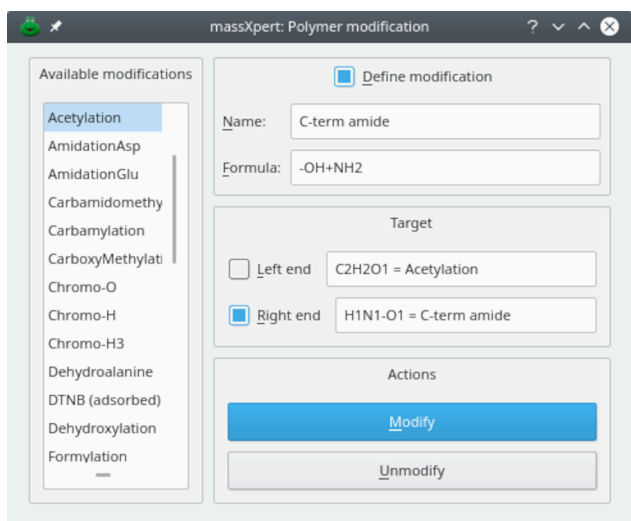 massXpert: Polymer modification
Available modifications
Acetylation
AmidationAsp
AmidationGlu
Carbamidomethy
Carbamylation
CarboxyMethylati
Chromo-O
Chromo-H
Chromo-H3
Dehydroalanine
DTNB (adsorbed)
Dehydroxylation
Formylation
Define modification
Name: C-term amide
Formula: -OH+NH2
Target
Left end C2H2O1 = Acetylation
Right end H1N1-O1 = C-term amide
Actions
Modify
Unmodify